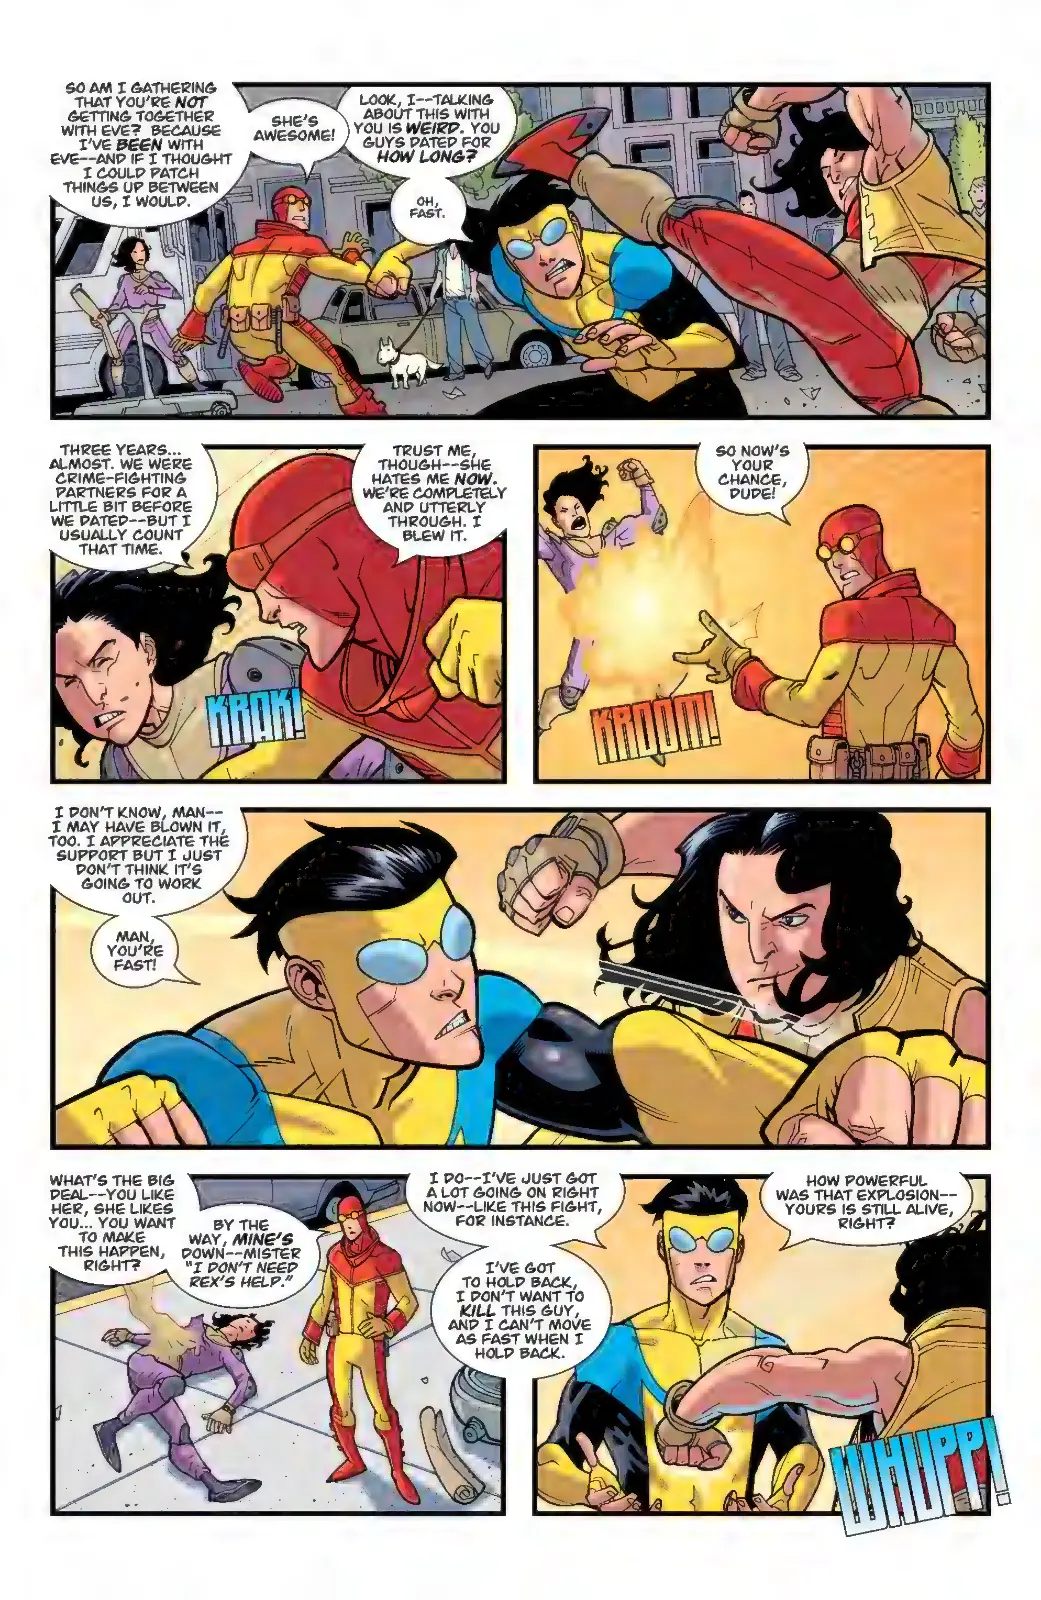 SO AM I GATHERING
THAT YOU'RE NOT
GETTING TOGETHER
WITH EVE? BECAUSE
I'VE BEEN WITH
EVE--AND IF I THOUGHT
I COULD PATCH
THINGS UP BETWEEN
US, I WOULD.
SHE'S
AWESOME!
LOOK, I--TALKING
ABOUT THIS WITH
YOU IS WEIRD. YOU
GUYS DATED FOR
HOW LONG?
OH,
FAST.
THREE YEARS...
ALMOST. WE WERE
CRIME-FIGHTING
PARTNERS FOR A
LITTLE BIT BEFORE
WE DATED--BUT I
USUALLY COUNT
THAT TIME.
TRUST ME,
THOUGH--SHE
HATES ME NOW.
WE'RE COMPLETELY
AND UTTERLY
THROUGH. I
BLEW IT.
KRAK!
SO NOW'S
YOUR
CHANCE,
DUDE!
KROOM!
I DON'T KNOW, MAN--
I MAY HAVE BLOWN IT,
TOO. I APPRECIATE THE
SUPPORT BUT I JUST
DON'T THINK IT'S
GOING TO WORK
OUT.
MAN,
YOU'RE
FAST!
WHAT'S THE BIG
DEAL--YOU LIKE
HER, SHE LIKES
YOU... YOU WANT
TO MAKE
THIS HAPPEN,
RIGHT?
BY THE
WAY, MINE'S
DOWN--MISTER
"I DON'T NEED
REX'S HELP."
I DO--I'VE JUST GOT
A LOT GOING ON RIGHT
NOW--LIKE THIS FIGHT,
FOR INSTANCE.
I'VE GOT
TO HOLD BACK,
I DON'T WANT TO
KILL THIS GUY,
AND I CAN'T MOVE
AS FAST WHEN I
HOLD BACK.
HOW POWERFUL
WAS THAT EXPLOSION--
YOURS IS STILL ALIVE,
RIGHT?
WHUPP!